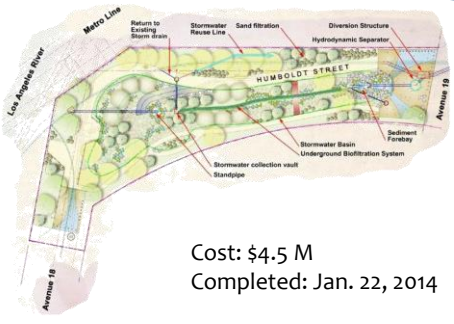 Metro Line
Los Angeles River
Return to
Existing
Storm drain
Stormwater
Reuse Line
Sand filtration
Diversion Structure
Hydrodynamic Separator
HUMBOLDT STREET
Avenue 19
Sediment
Forebay
Stormwater Basin
Underground Biofiltration System
Stormwater collection vault
Standpipe
Avenue 18
Cost: $4.5 M
Completed: Jan. 22, 2014